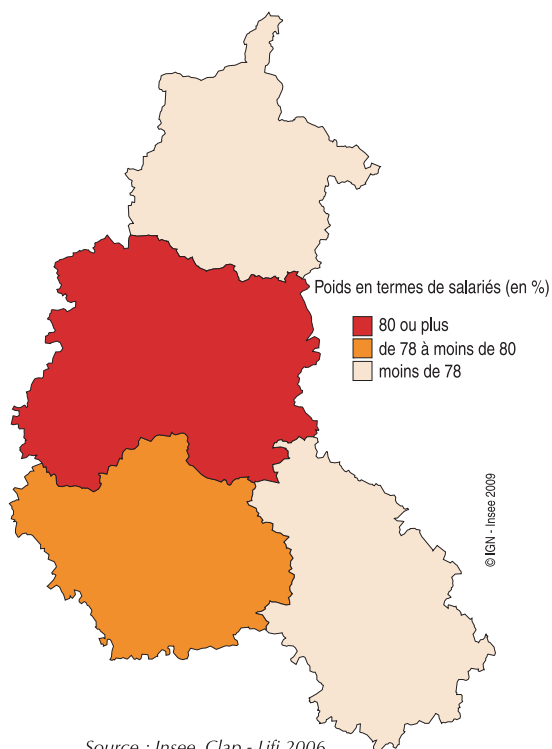 Poids en termes de salariés (en %)
80 ou plus
de 78 à moins de 80
moins de 78
© IGN - Insee 2009
Source : Insee, Clap - Lifi 2006